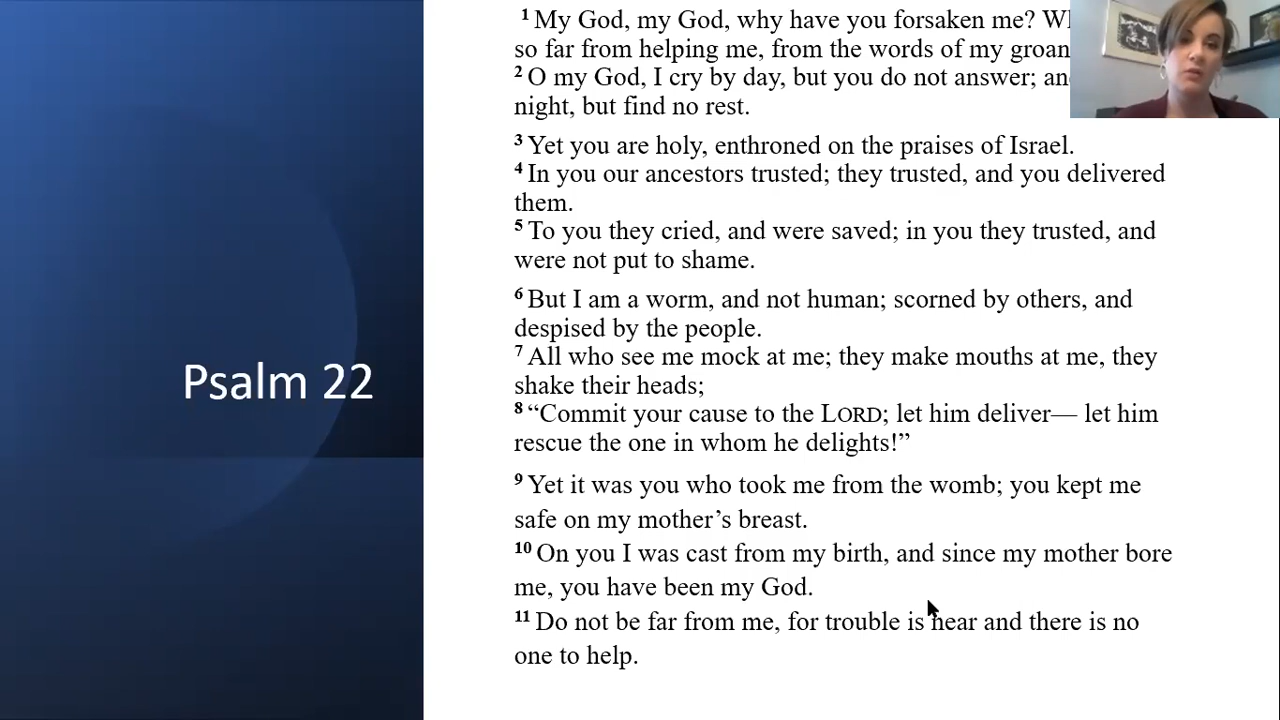 Psalm 22
1 My God, my God, why have you forsaken me?
so far from helping me, from the words of my
2 O my God, I cry by day, but you do not answer;
night, but find no rest.
3 Yet you are holy, enthroned on the praises of Israel.
4 In you our ancestors trusted; they trusted, and you delivered
them.
5 To you they cried, and were saved; in you they trusted, and
were not put to shame.
6 But I am a worm, and not human; scorned by others, and
despised by the people.
7 All who see me mock at me; they make mouths at me, they
shake their heads;
8 “Commit your cause to the LORD; let him deliver— let him
rescue the one in whom he delights!”
9 Yet it was you who took me from the womb; you kept me
safe on my mother’s breast.
10 On you I was cast from my birth, and since my mother bore
me, you have been my God.
11 Do not be far from me, for trouble is near and there is no
one to help.